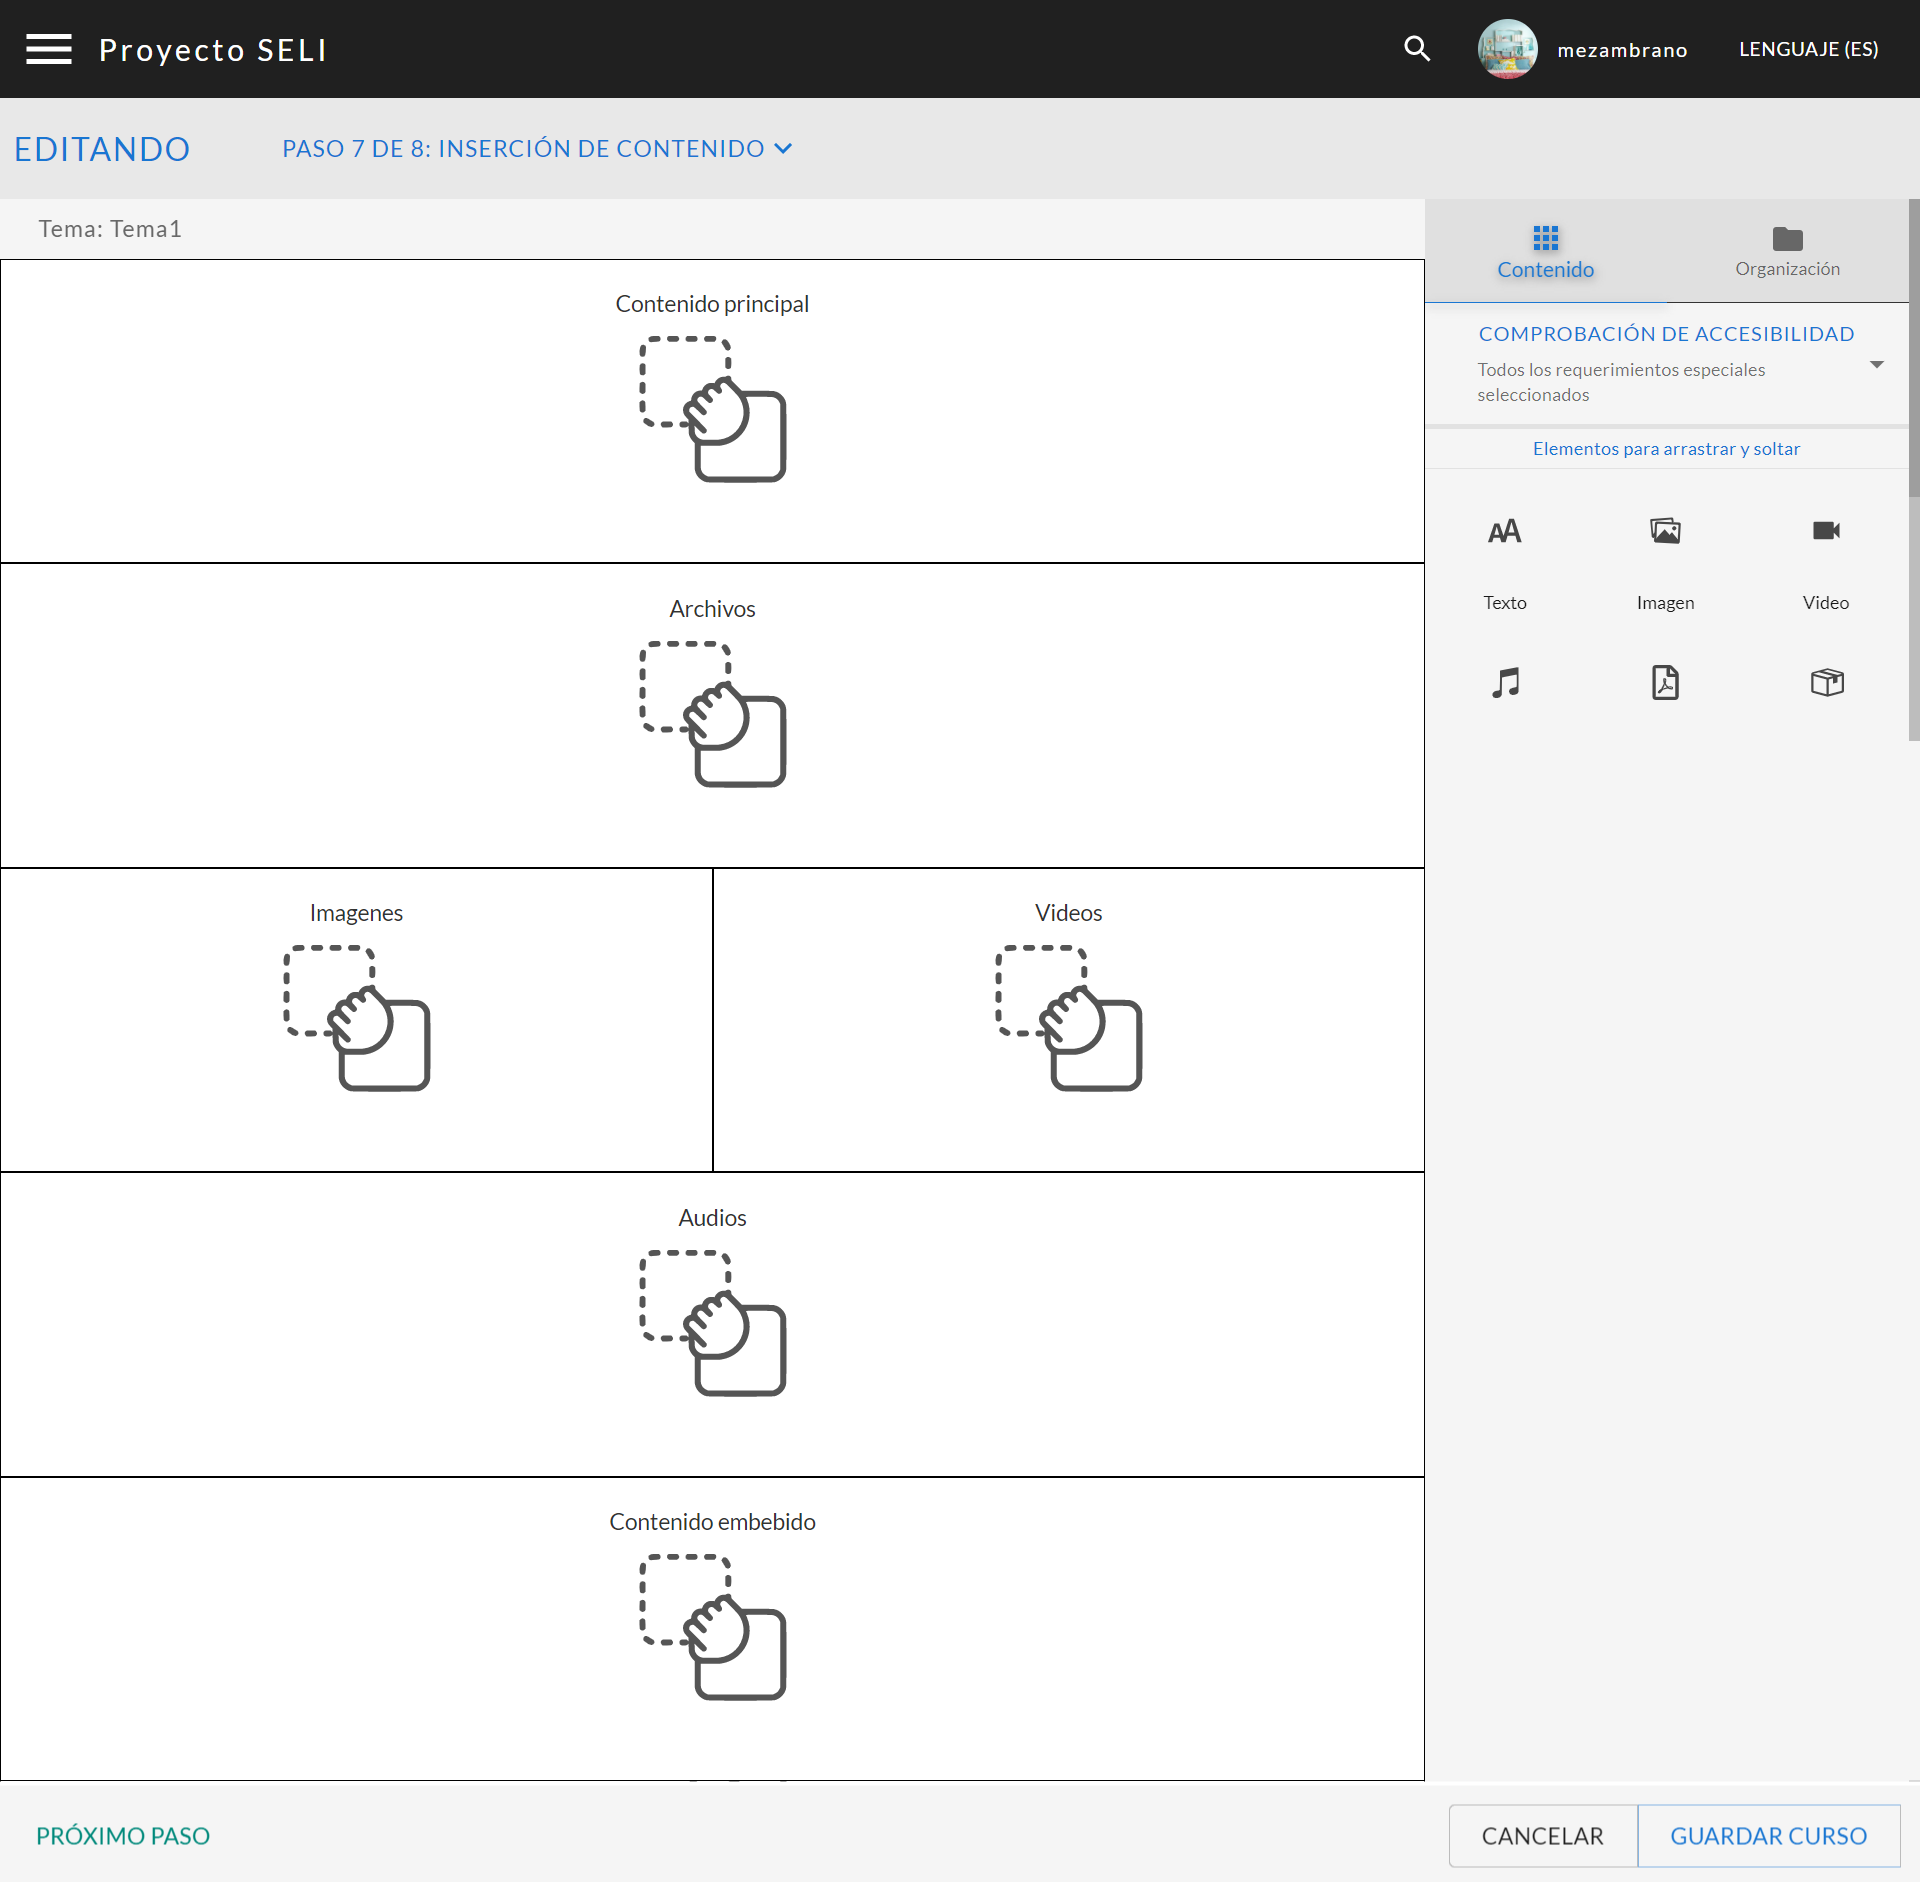 Proyecto SELI
mezambrano
LENGUAJE (ES)
EDITANDO
PASO 7 DE 8: INSERCIÓN DE CONTENIDO
Tema: Tema1
Contenido principal
Archivos
Imagenes
Videos
Audios
Contenido embebido
Contenido
Organización
COMPROBACIÓN DE ACCESIBILIDAD
Todos los requerimientos especiales
seleccionados
Elementos para arrastrar y soltar
Texto
Imagen
Video
PRÓXIMO PASO
CANCELAR
GUARDAR CURSO